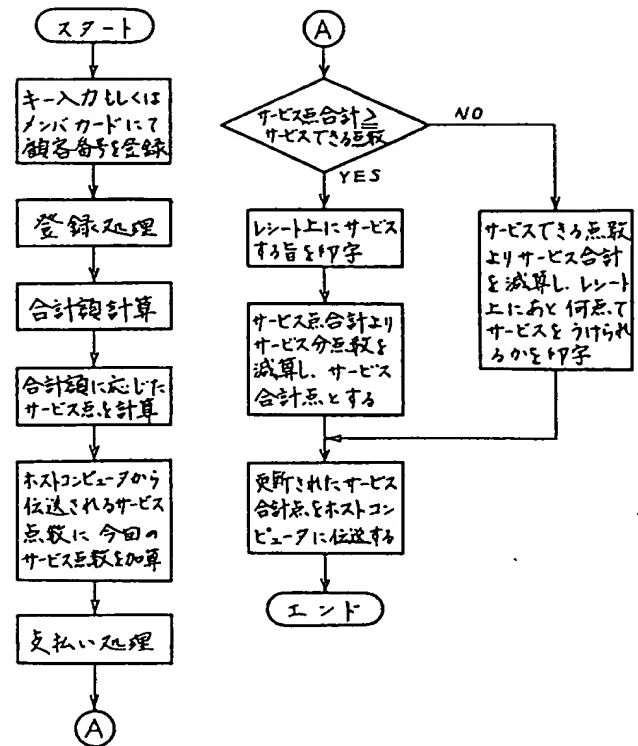 スタート
キー入力もしくは
メンバカードにて
顧客番号を登録
登録処理
合計額計算
合計額に応じた
サービス点を計算
ホストコンピュータから
伝送されるサービス
点数に今回の
サービス点数を加算
支払い処理
A
A
サービス点合計≧
サービスできる点数
NO
YES
レシート上にサービス
する旨を印字
サービス点合計より
サービス分点数を
減算し、サービス
合計点とする
サービスできる点数
よりサービス合計
を減算し、レシート
上にあと何点で
サービスをうけられ
るかを印字
更新されたサービス
合計点をホストコン
ピュータに伝送する
エンド